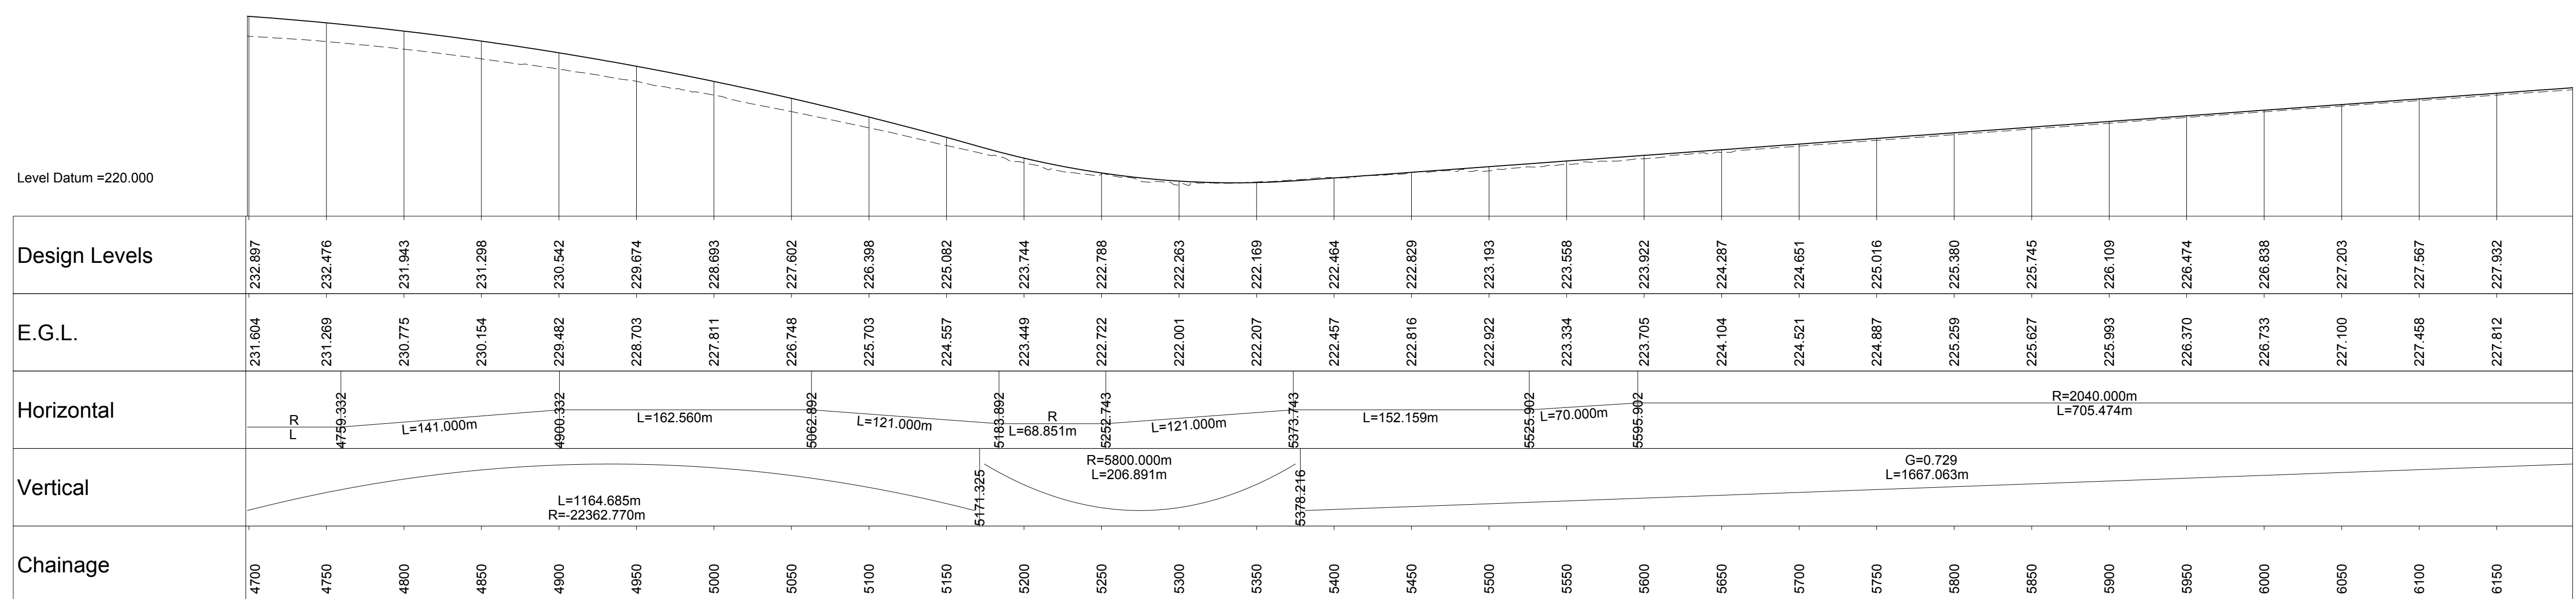 Level Datum =220.000
Design Levels
232.897 232.476 231.943 231.298 230.542 229.674 228.693 227.602 226.398 225.082 223.744 222.788 222.263 222.169 222.464 222.829 223.193 223.558 223.922 224.287 224.651 225.016 225.380 225.745 226.109 226.474 226.838 227.203 227.567 227.932
E.G.L.
231.604 231.269 230.775 230.154 229.482 228.703 227.811 226.748 225.703 224.557 223.449 222.722 222.001 222.207 222.457 222.816 222.922 223.334 223.705 224.104 224.521 224.887 225.259 225.627 225.993 226.370 226.733 227.100 227.458 227.812
Horizontal
R
L
4759.332
L=141.000m
4900.332
L=162.560m
5062.892
L=121.000m
5183.892
R
L=68.851m
5252.743
L=121.000m
5373.743
L=152.159m
5525.902
L=70.000m
5595.902
R=2040.000m
L=705.474m
Vertical
L=1164.685m
R=-22362.770m
5171.325
R=5800.000m
L=206.891m
5378.216
G=0.729
L=1667.063m
Chainage
4700 4750 4800 4850 4900 4950 5000 5050 5100 5150 5200 5250 5300 5350 5400 5450 5500 5550 5600 5650 5700 5750 5800 5850 5900 5950 6000 6050 6100 6150